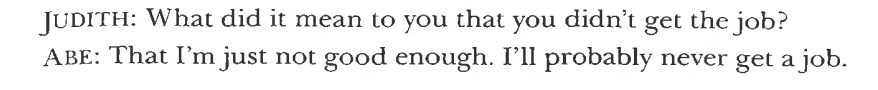 JUDITH: What did it mean to you that you didn't get the job?
ABE: That I'm just not good enough. I'll probably never get a job.